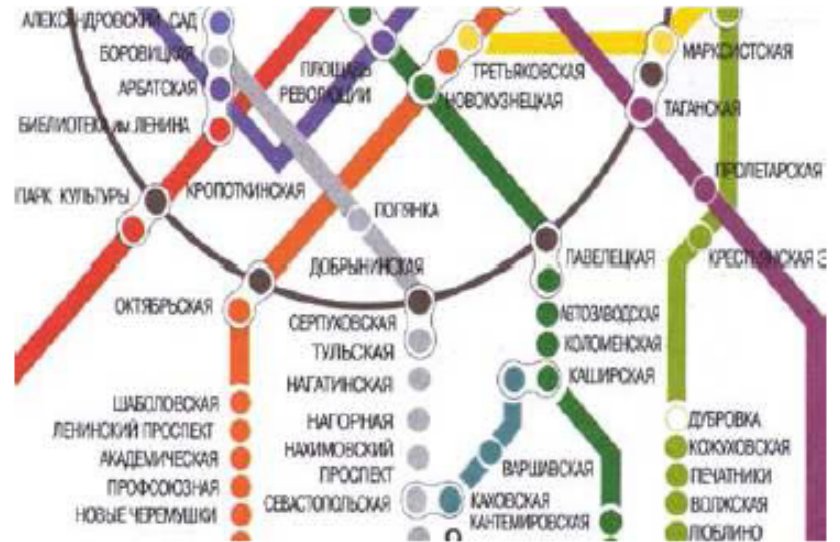 АЛЕКСАНДРОВСКИЙ САД
БОРОВИЦКАЯ
АРБАТСКАЯ
БИБЛИОТЕКА им.ЛЕНИНА
ПЛОЩАДЬ
РЕВОЛЮЦИИ
ТРЕТЬЯКОВСКАЯ
НОВОКУЗНЕЦКАЯ
МАРКСИСТСКАЯ
ТАГАНСКАЯ
ПРОЛЕТАРСКАЯ
КРЕСТЬЯНСКАЯ З
ПАРК КУЛЬТУРЫ
КРОПОТКИНСКАЯ
ПОЛЯНКА
ДОБРЫНИНСКАЯ
ПАВЕЛЕЦКАЯ
ОКТЯБРЬСКАЯ
СЕРПУХОВСКАЯ
ТУЛЬСКАЯ
АВТОЗАВОДСКАЯ
КОЛОМЕНСКАЯ
НАГАТИНСКАЯ
КАШИРСКАЯ
ШАБОЛОВСКАЯ
ЛЕНИНСКИЙ ПРОСПЕКТ
АКАДЕМИЧЕСКАЯ
ПРОФСОЮЗНАЯ
НОВЫЕ ЧЕРЕМУШКИ
НАГОРНАЯ
НАХИМОВСКИЙ
ПРОСПЕКТ
СЕВАСТОПОЛЬСКАЯ
ВАРШАВСКАЯ
КАХОВСКАЯ
КАНТЕМИРОВСКАЯ
ДУБРОВКА
КОЖУХОВСКАЯ
ПЕЧАТНИКИ
ВОЛЖСКАЯ
ЛЮБЛИНО